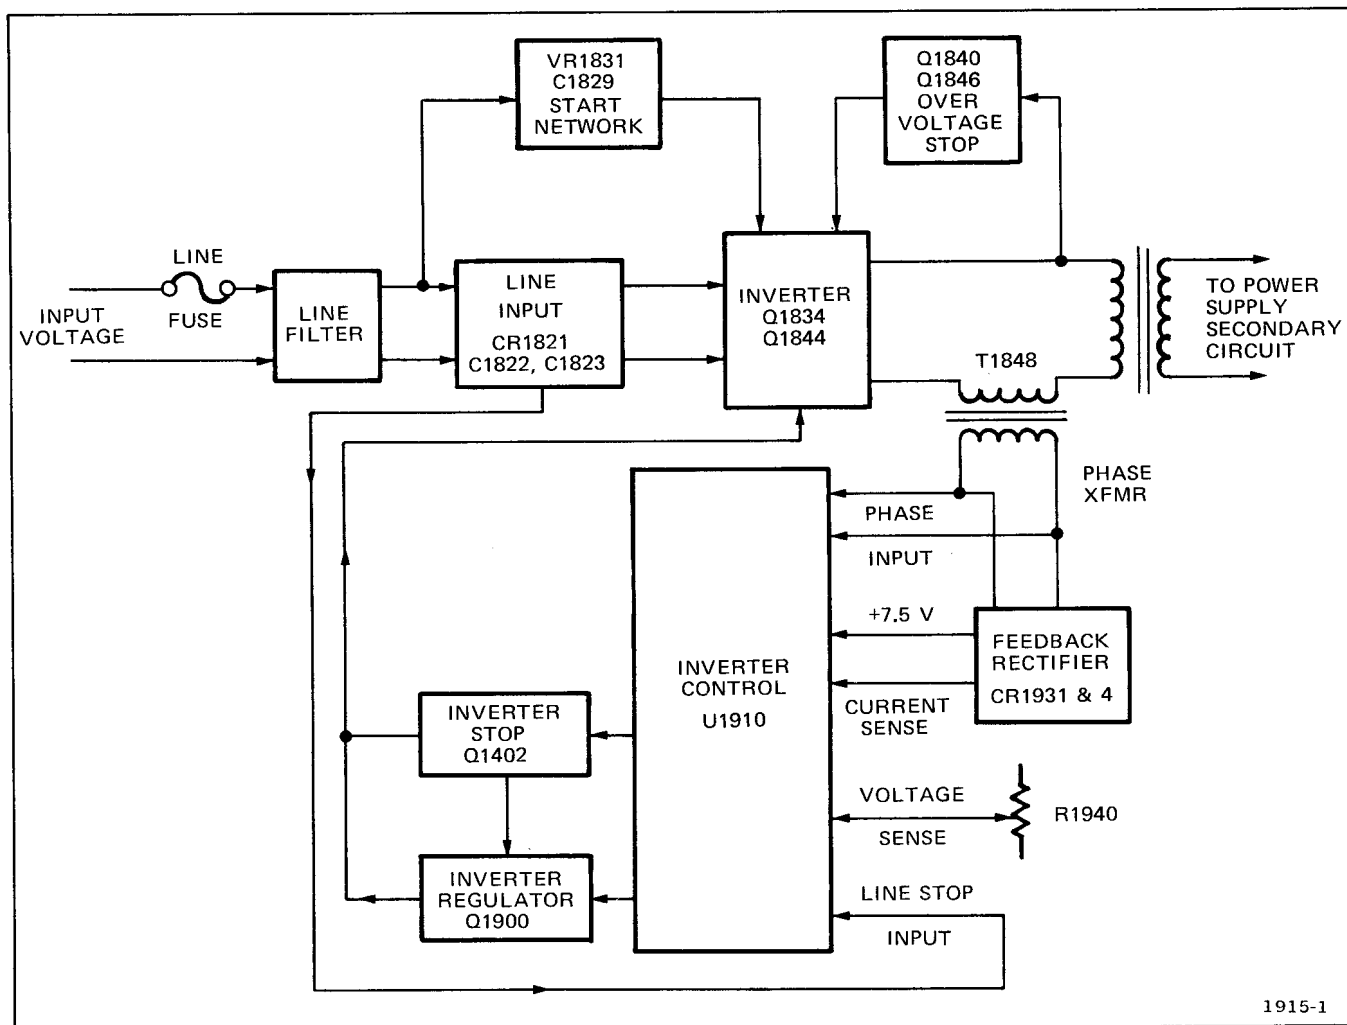 VR1831
C1829
START
NETWORK
Q1840
Q1846
OVER
VOLTAGE
STOP
LINE
FUSE
INPUT
VOLTAGE
LINE
FILTER
LINE
INPUT
CR1821
C1822, C1823
INVERTER
Q1834
Q1844
TO POWER
SUPPLY
SECONDARY
CIRCUIT
T1848
PHASE
XFMR
PHASE
INPUT
+7.5 V
FEEDBACK
RECTIFIER
CR1931 & 4
CURRENT
SENSE
INVERTER
CONTROL
U1910
INVERTER
STOP
Q1402
VOLTAGE
SENSE
R1940
INVERTER
REGULATOR
Q1900
LINE STOP
INPUT
1915-1